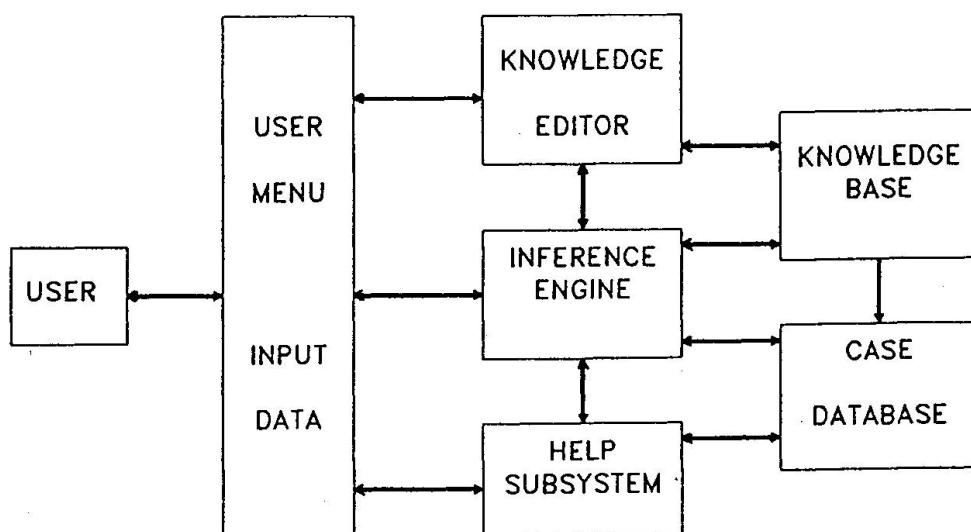 USER
USER
MENU
INPUT
DATA
KNOWLEDGE
EDITOR
INFERENCE
ENGINE
HELP
SUBSYSTEM
KNOWLEDGE
BASE
CASE
DATABASE